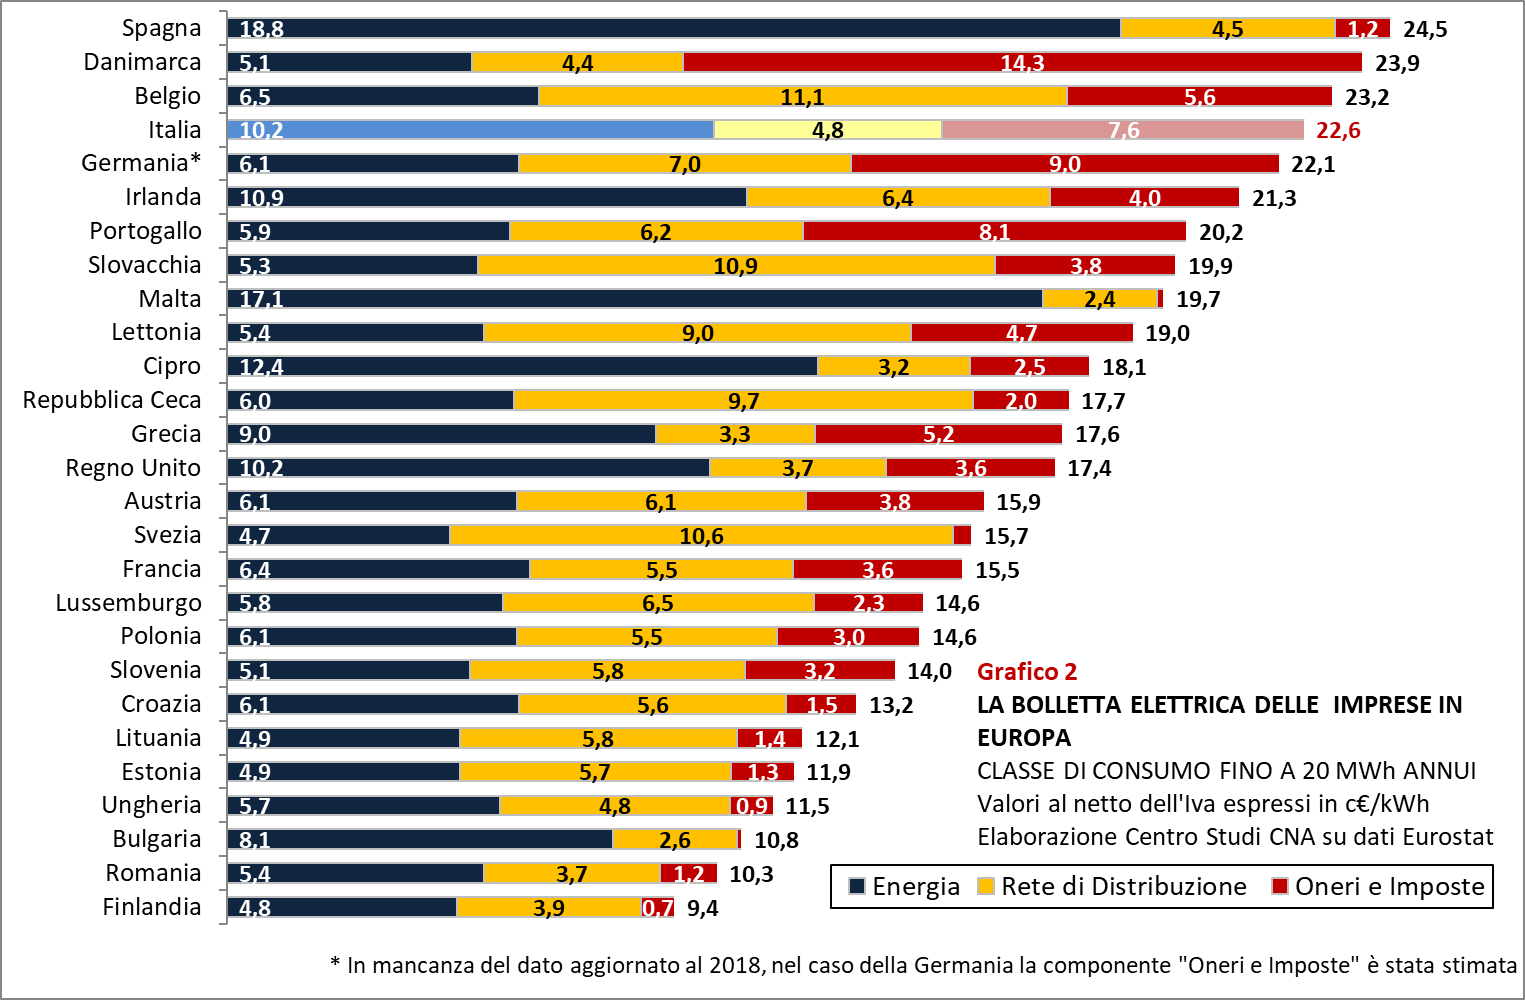 Spagna 18,8 4,5 1,2 24,5
Danimarca 5,1 4,4 14,3 23,9
Belgio 6,5 11,1 5,6 23,2
Italia 10,2 4,8 7,6 22,6
Germania* 6,1 7,0 9,0 22,1
Irlanda 10,9 6,4 4,0 21,3
Portogallo 5,9 6,2 8,1 20,2
Slovacchia 5,3 10,9 3,8 19,9
Malta 17,1 2,4 19,7
Lettonia 5,4 9,0 4,7 19,0
Cipro 12,4 3,2 2,5 18,1
Repubblica Ceca 6,0 9,7 2,0 17,7
Grecia 9,0 3,3 5,2 17,6
Regno Unito 10,2 3,7 3,6 17,4
Austria 6,1 6,1 3,8 15,9
Svezia 4,7 10,6 15,7
Francia 6,4 5,5 3,6 15,5
Lussemburgo 5,8 6,5 2,3 14,6
Polonia 6,1 5,5 3,0 14,6
Slovenia 5,1 5,8 3,2 14,0
Croazia 6,1 5,6 1,5 13,2
Lituania 4,9 5,8 1,4 12,1
Estonia 4,9 5,7 1,3 11,9
Ungheria 5,7 4,8 0,9 11,5
Bulgaria 8,1 2,6 10,8
Romania 5,4 3,7 1,2 10,3
Finlandia 4,8 3,9 0,7 9,4
Grafico 2
LA BOLLETTA ELETTRICA DELLE IMPRESE IN
EUROPA
CLASSE DI CONSUMO FINO A 20 MWh ANNUI
Valori al netto dell'Iva espressi in c€/kWh
Elaborazione Centro Studi CNA su dati Eurostat
Energia Rete di Distribuzione Oneri e Imposte
* In mancanza del dato aggiornato al 2018, nel caso della Germania la componente "Oneri e Imposte" è stata stimata